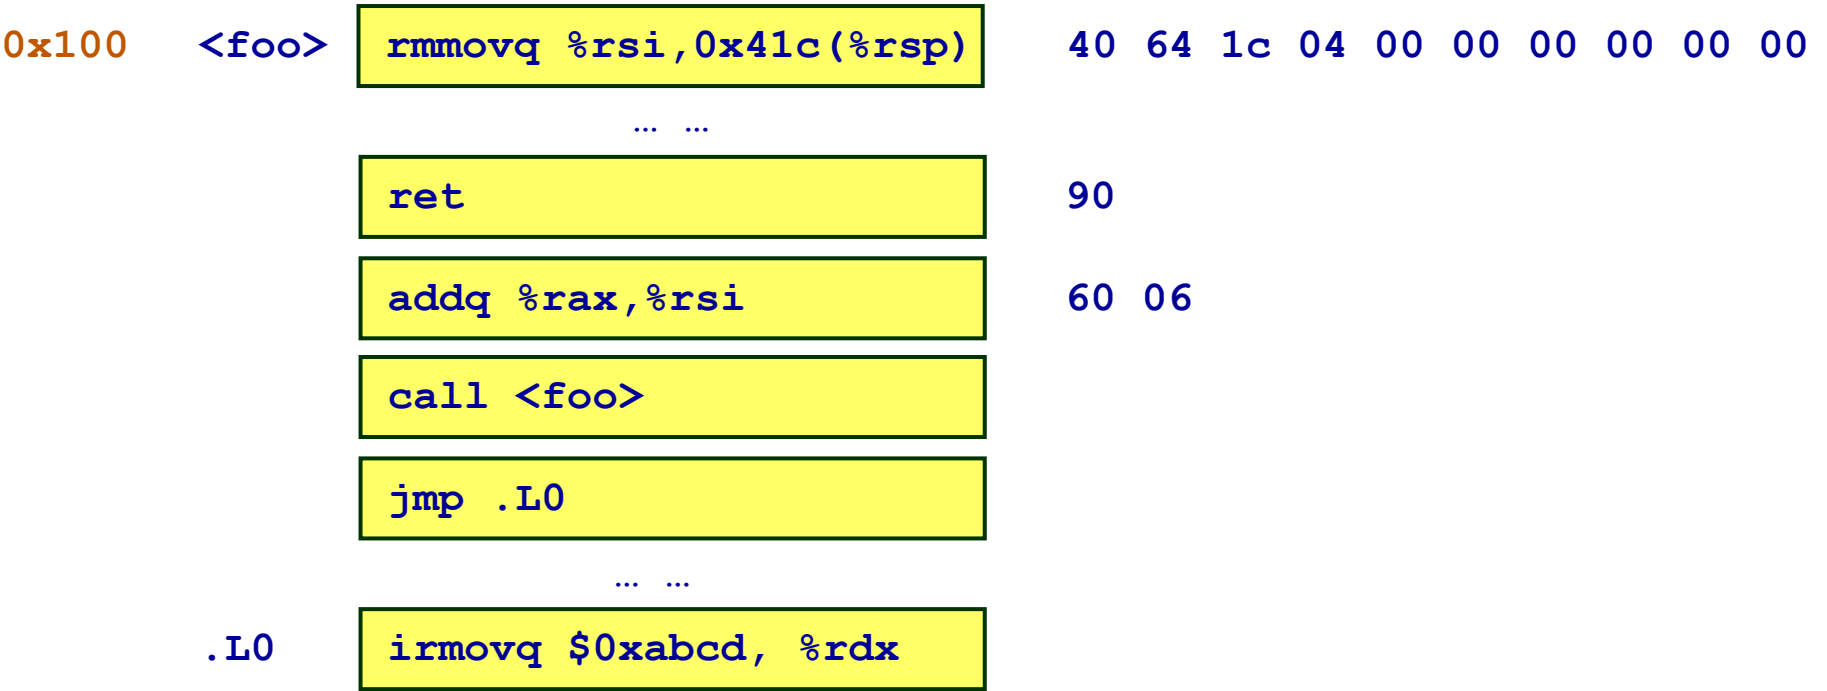 0x100 <foo> rmmovq %rsi,0x41c(%rsp) 40 64 1c 04 00 00 00 00 00 00
… …
ret 90
addq %rax,%rsi 60 06
call <foo>
jmp .L0
… …
.L0 irmovq $0xabcd, %rdx